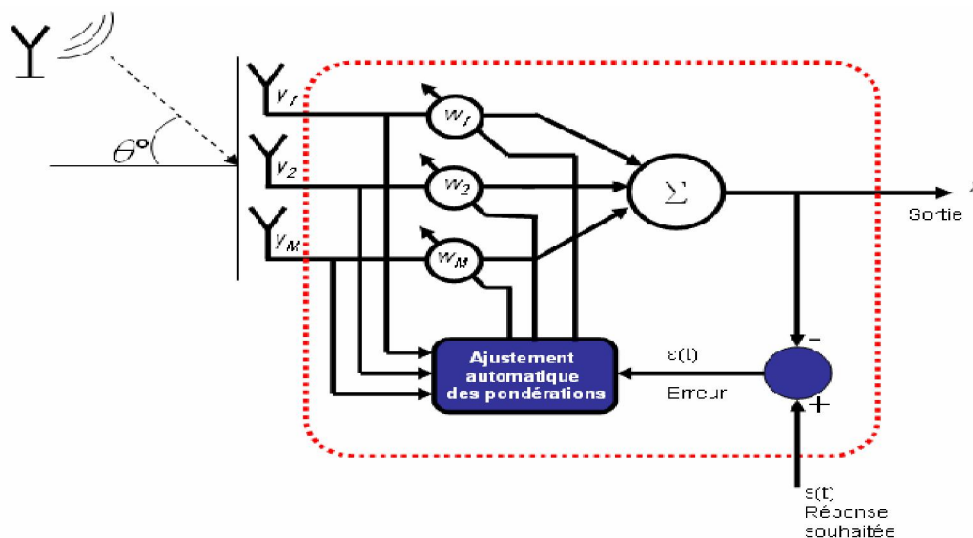 y1
w1
θ°
y2
w2
Σ
Sortie
yM
wM
-
Ajustement
automatique
des pondérations
ε(t)
Erreur
+
s(t)
Réponse
souhaitée